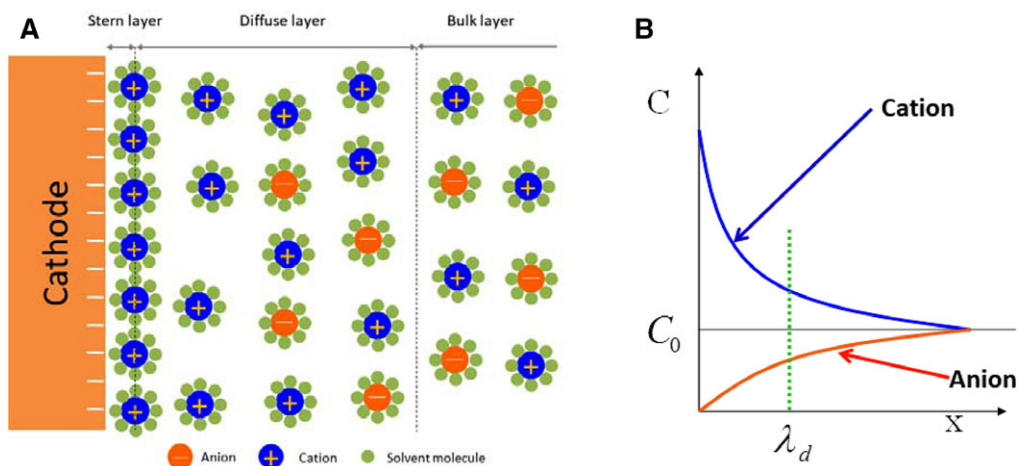 A
Stern layer
Diffuse layer
Bulk layer
Cathode
Anion
Cation
Solvent molecule
B
C
Cation
C₀
Anion
λd
X